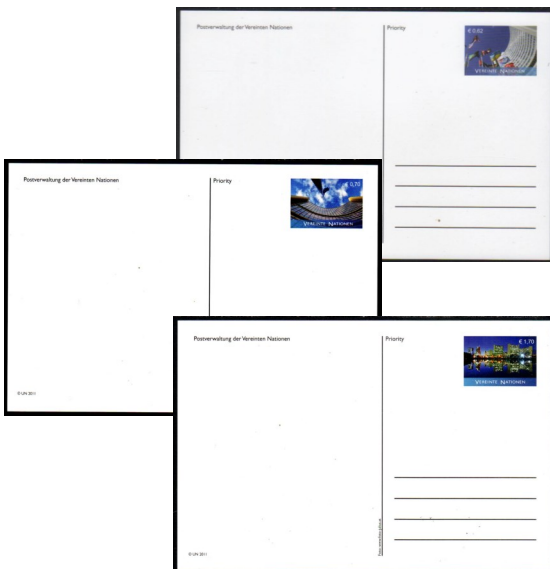 Postverwaltung der Vereinten Nationen
Priority
€ 0,62
VEREINTE NATIONEN
Postverwaltung der Vereinten Nationen
Priority
€ 0,70
VEREINTE NATIONEN
© UN 2011
Postverwaltung der Vereinten Nationen
Priority
€ 1,70
VEREINTE NATIONEN
© UN 2011